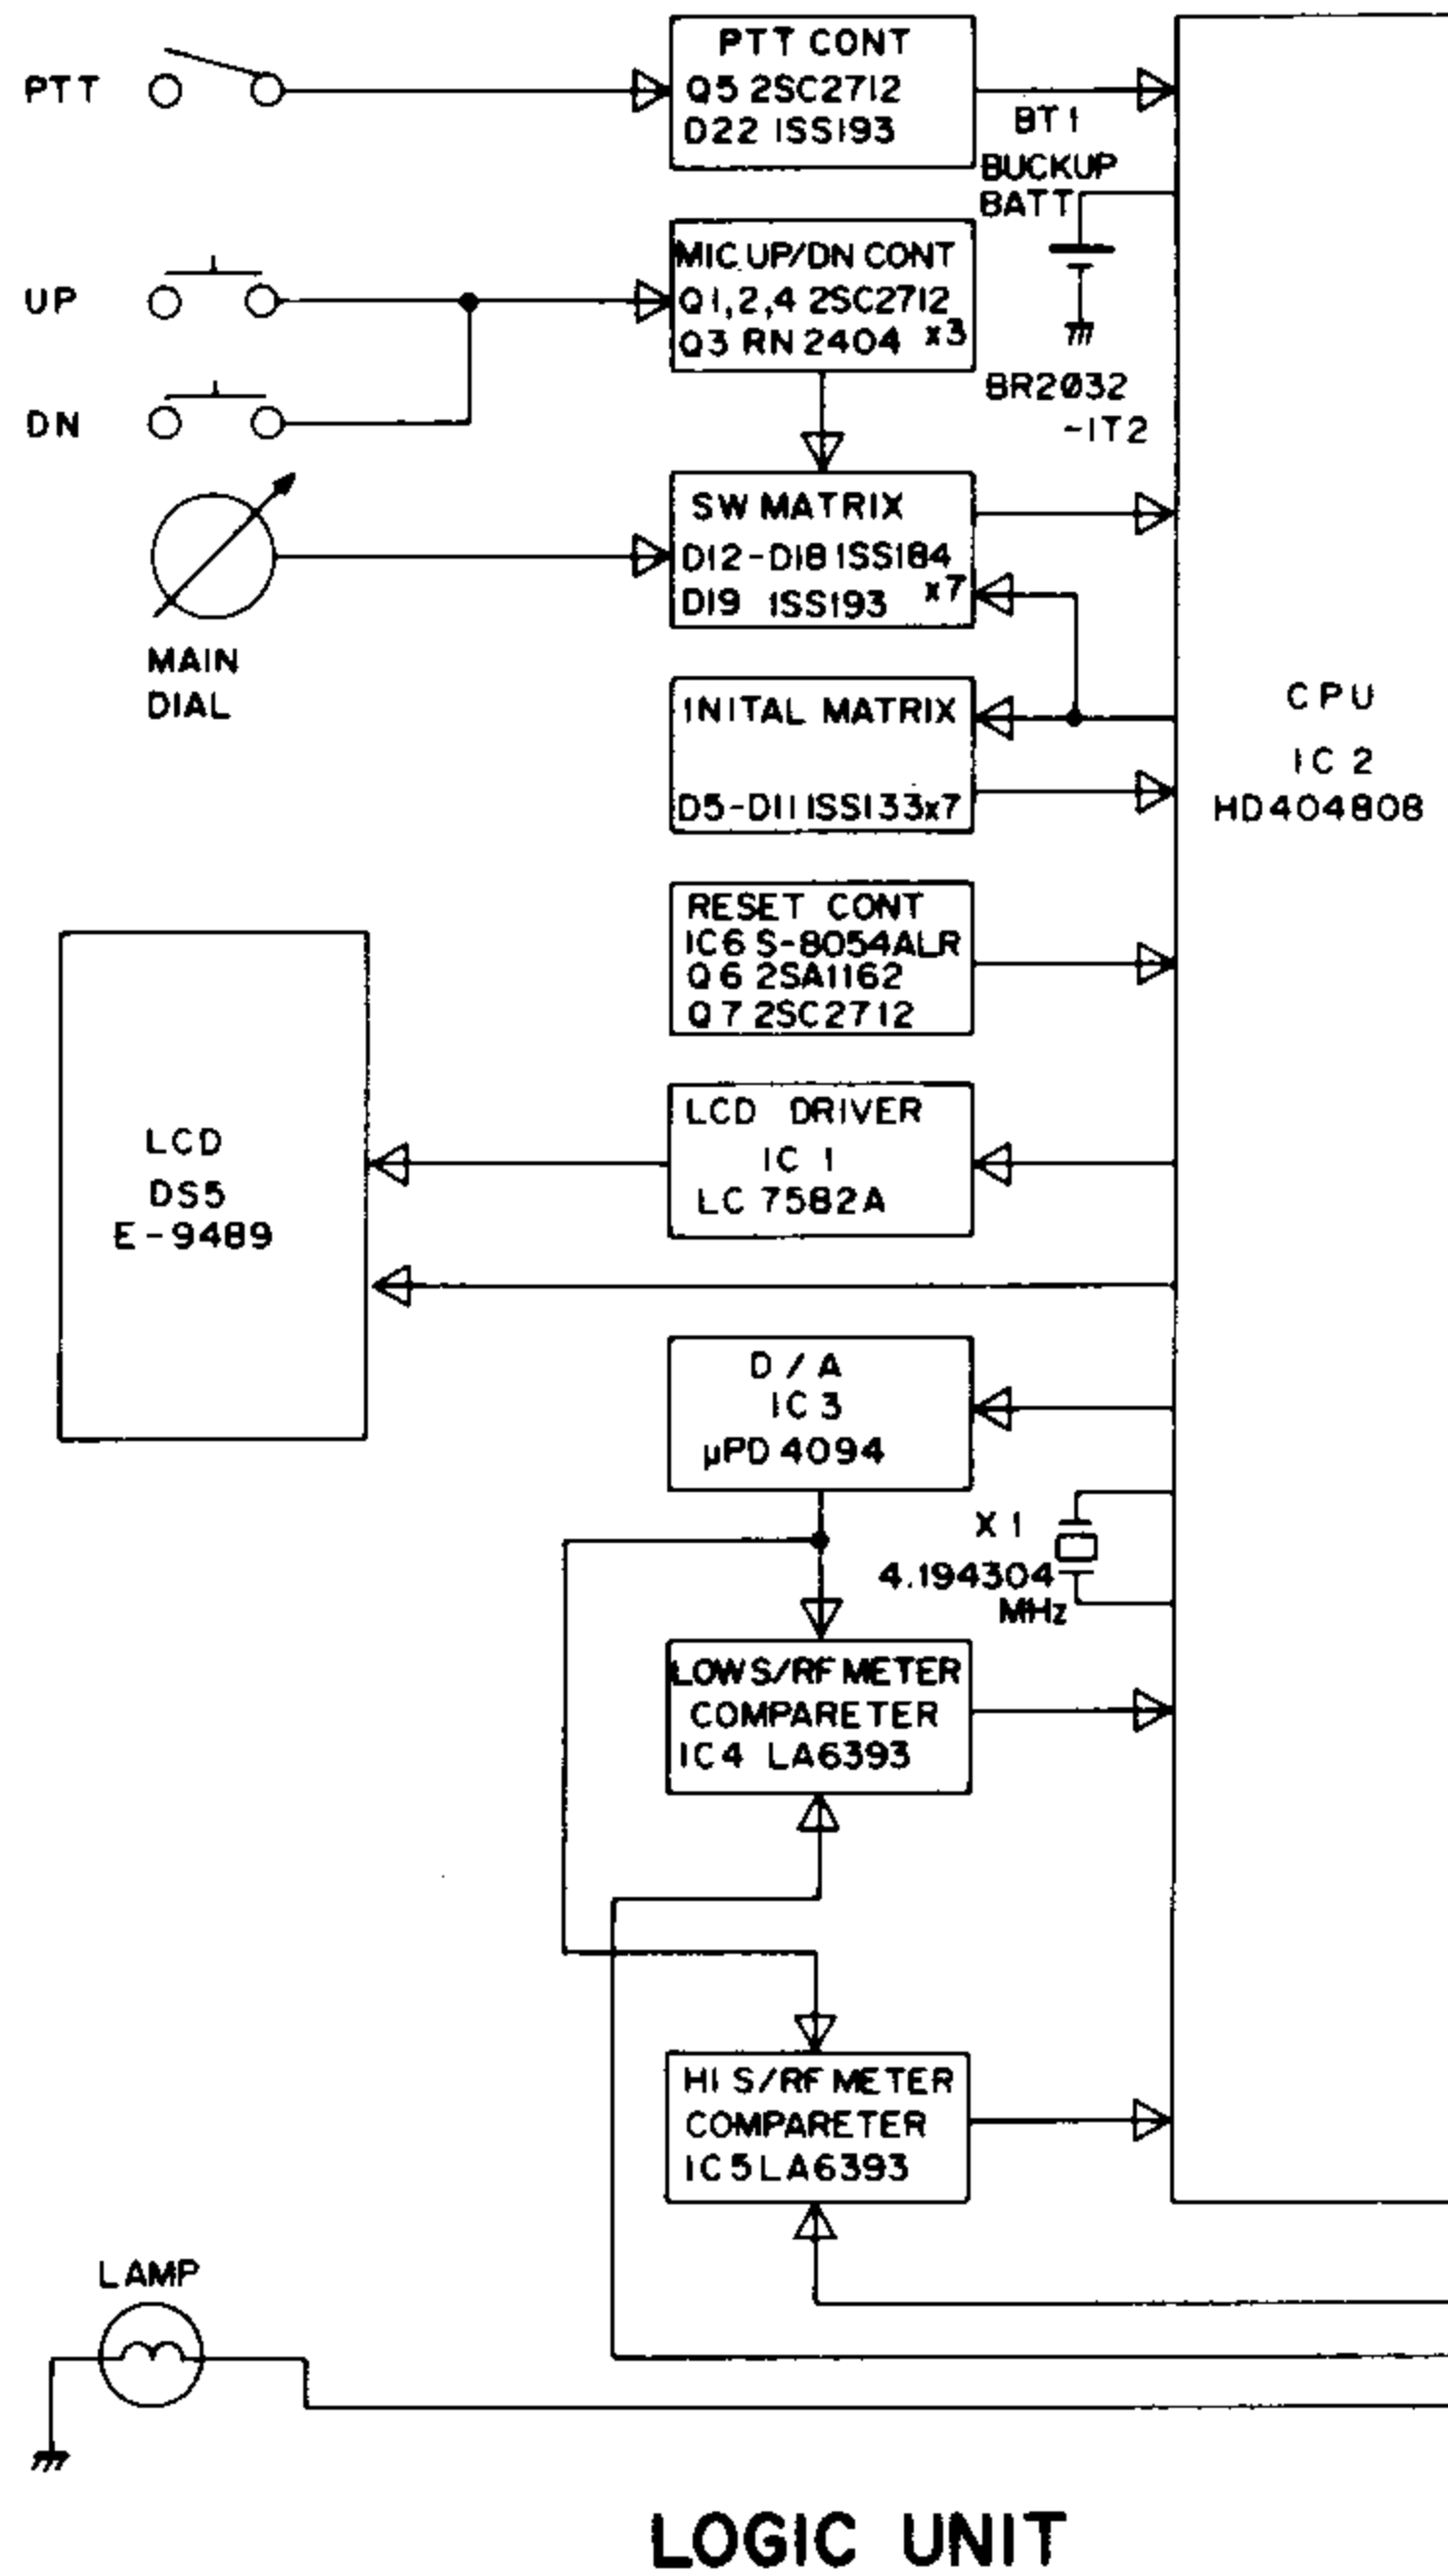 PTT
PTT CONT
Q5 2SC2712
D22 1SS193
BT1
BUCKUP
BATT
BR2032
-1T2
UP
DN
MIC UP/DN CONT
Q1,2,4 2SC2712
Q3 RN2404 x3
MAIN
DIAL
SW MATRIX
D12-D18 1SS184
D19 1SS193 x7
INITAL MATRIX
D5-D11 1SS133x7
CPU
IC 2
HD404808
RESET CONT
IC6 S-8054ALR
Q6 2SA1162
Q7 2SC2712
LCD
DS5
E-9489
LCD DRIVER
IC 1
LC 7582A
D/A
IC 3
μPD 4094
X 1
4.194304
MHz
LOW S/RF METER
COMPARETER
IC4 LA6393
HI S/RF METER
COMPARETER
IC5 LA6393
LAMP
LOGIC UNIT